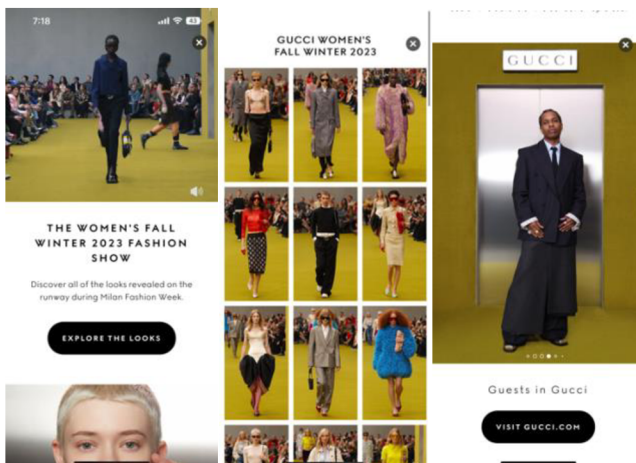 7:18
43
THE WOMEN'S FALL
WINTER 2023 FASHION
SHOW
Discover all of the looks revealed on the
runway during Milan Fashion Week.
EXPLORE THE LOOKS
GUCCI WOMEN'S
FALL WINTER 2023
GUCCI
Guests in Gucci
VISIT GUCCI.COM